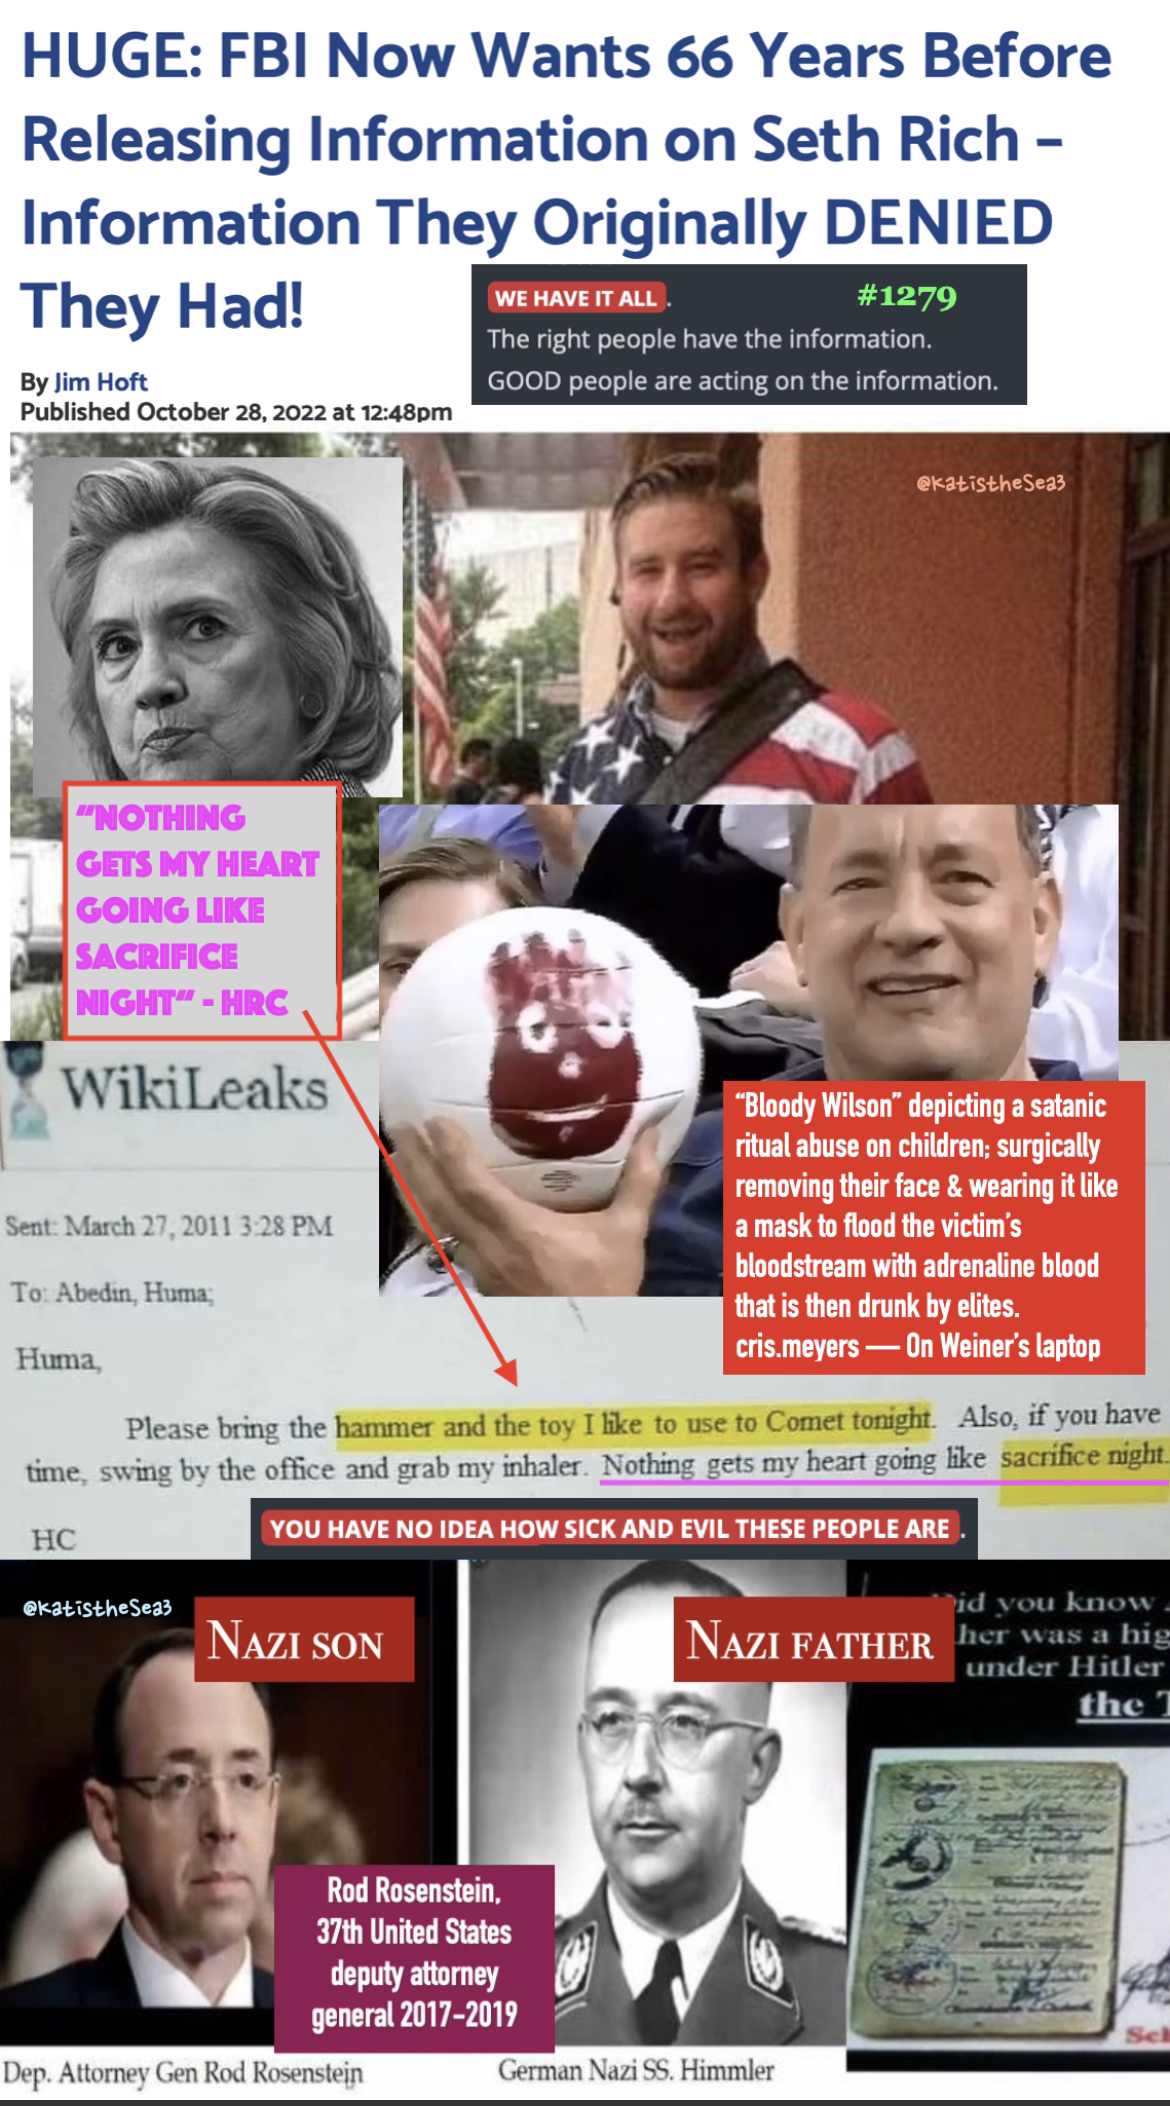 HUGE: FBI Now Wants 66 Years Before
Releasing Information on Seth Rich –
Information They Originally DENIED
They Had!
WE HAVE IT ALL.
#1279
The right people have the information.
GOOD people are acting on the information.
By Jim Hoft
Published October 28, 2022 at 12:48pm
@KatistheSea3
"NOTHING
GETS MY HEART
GOING LIKE
SACRIFICE
NIGHT" - HRC
WikiLeaks
"Bloody Wilson" depicting a satanic
ritual abuse on children; surgically
removing their face & wearing it like
a mask to flood the victim's
bloodstream with adrenaline blood
that is then drunk by elites.
cris.meyers — On Weiner's laptop
Sent: March 27, 2011 3:28 PM
To: Abedin, Huma;
Huma,
Please bring the hammer and the toy I like to use to Comet tonight. Also, if you have
time, swing by the office and grab my inhaler. Nothing gets my heart going like sacrifice night.
HC
YOU HAVE NO IDEA HOW SICK AND EVIL THESE PEOPLE ARE.
@KatistheSea3
NAZI SON
NAZI FATHER
id you know
her was a hig
under Hitler
the
Rod Rosenstein,
37th United States
deputy attorney
general 2017–2019
Dep. Attorney Gen Rod Rosenstein
German Nazi SS. Himmler